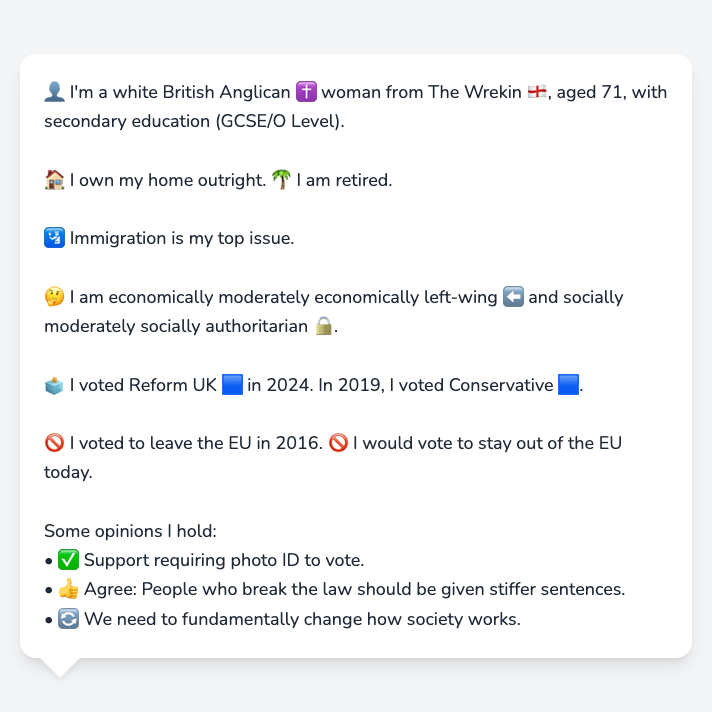 👤 I'm a white British Anglican ✝️ woman from The Wrekin 🏴󠁧󠁢󠁥󠁮󠁧󠁿, aged 71, with
secondary education (GCSE/O Level).
🏠 I own my home outright. 🌴 I am retired.
🛂 Immigration is my top issue.
🤔 I am economically moderately economically left-wing ⬅️ and socially
moderately socially authoritarian 🔒.
🗳️ I voted Reform UK 🟦 in 2024. In 2019, I voted Conservative 🟦.
🚫 I voted to leave the EU in 2016. 🚫 I would vote to stay out of the EU
today.
Some opinions I hold:
• ✅ Support requiring photo ID to vote.
• 👍 Agree: People who break the law should be given stiffer sentences.
• 🔄 We need to fundamentally change how society works.